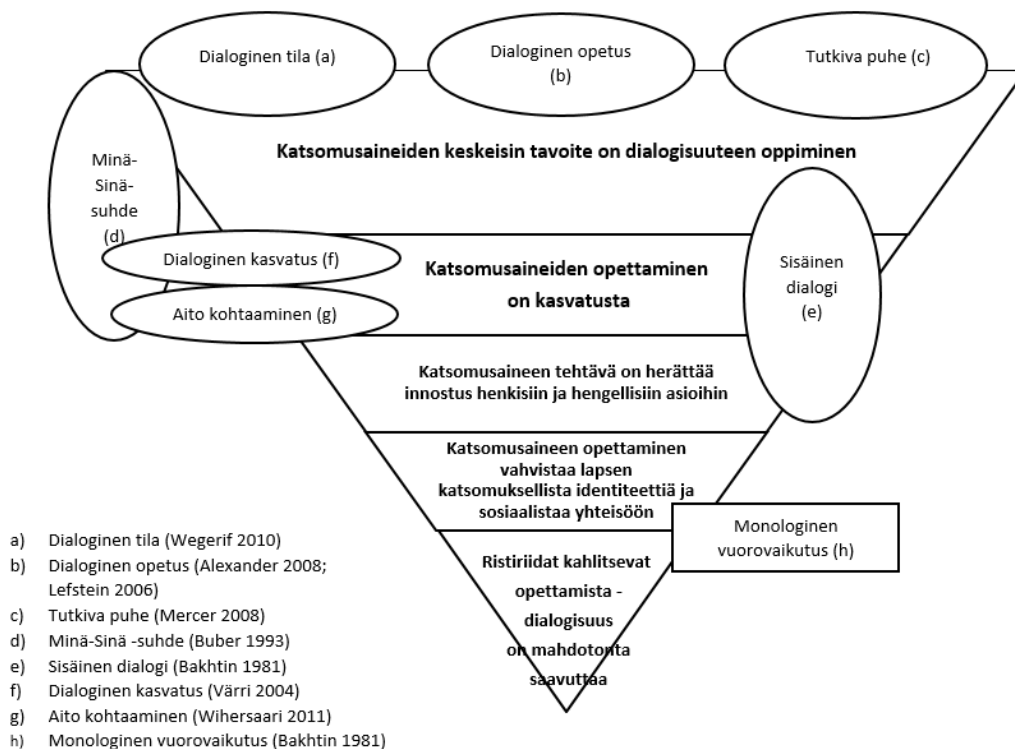 Dialoginen tila (a)
Dialoginen opetus
(b)
Tutkiva puhe (c)
Katsomusaineiden keskeisin tavoite on dialogisuuteen oppiminen
Minä-
Sinä-
suhde
(d)
Dialoginen kasvatus (f)
Aito kohtaaminen (g)
Katsomusaineiden opettaminen
on kasvatusta
Sisäinen
dialogi
(e)
Katsomusaineen tehtävä on herättää
innostus henkisiin ja hengellisiin asioihin
Katsomusaineen opettaminen
vahvistaa lapsen
katsomuksellista identiteettiä ja
sosiaalistaa yhteisöön
Monologinen
vuorovaikutus (h)
Ristiriidat kahlitsevat
opettamista -
dialogisuus
on mahdotonta
saavuttaa
a) Dialoginen tila (Wegerif 2010)
b) Dialoginen opetus (Alexander 2008;
Lefstein 2006)
c) Tutkiva puhe (Mercer 2008)
d) Minä-Sinä -suhde (Buber 1993)
e) Sisäinen dialogi (Bakhtin 1981)
f) Dialoginen kasvatus (Värri 2004)
g) Aito kohtaaminen (Wihersaari 2011)
h) Monologinen vuorovaikutus (Bakhtin 1981)